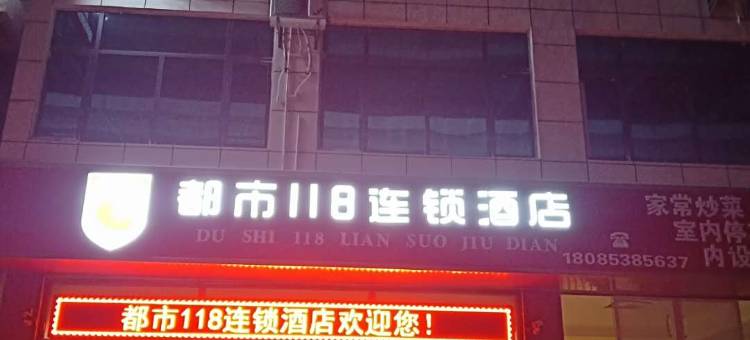 都市118连锁酒店
DU SHI 118 LIAN SUO JIU DIAN
家常炒菜
室内停
内设
☎
18085385637
都市118连锁酒店欢迎您！